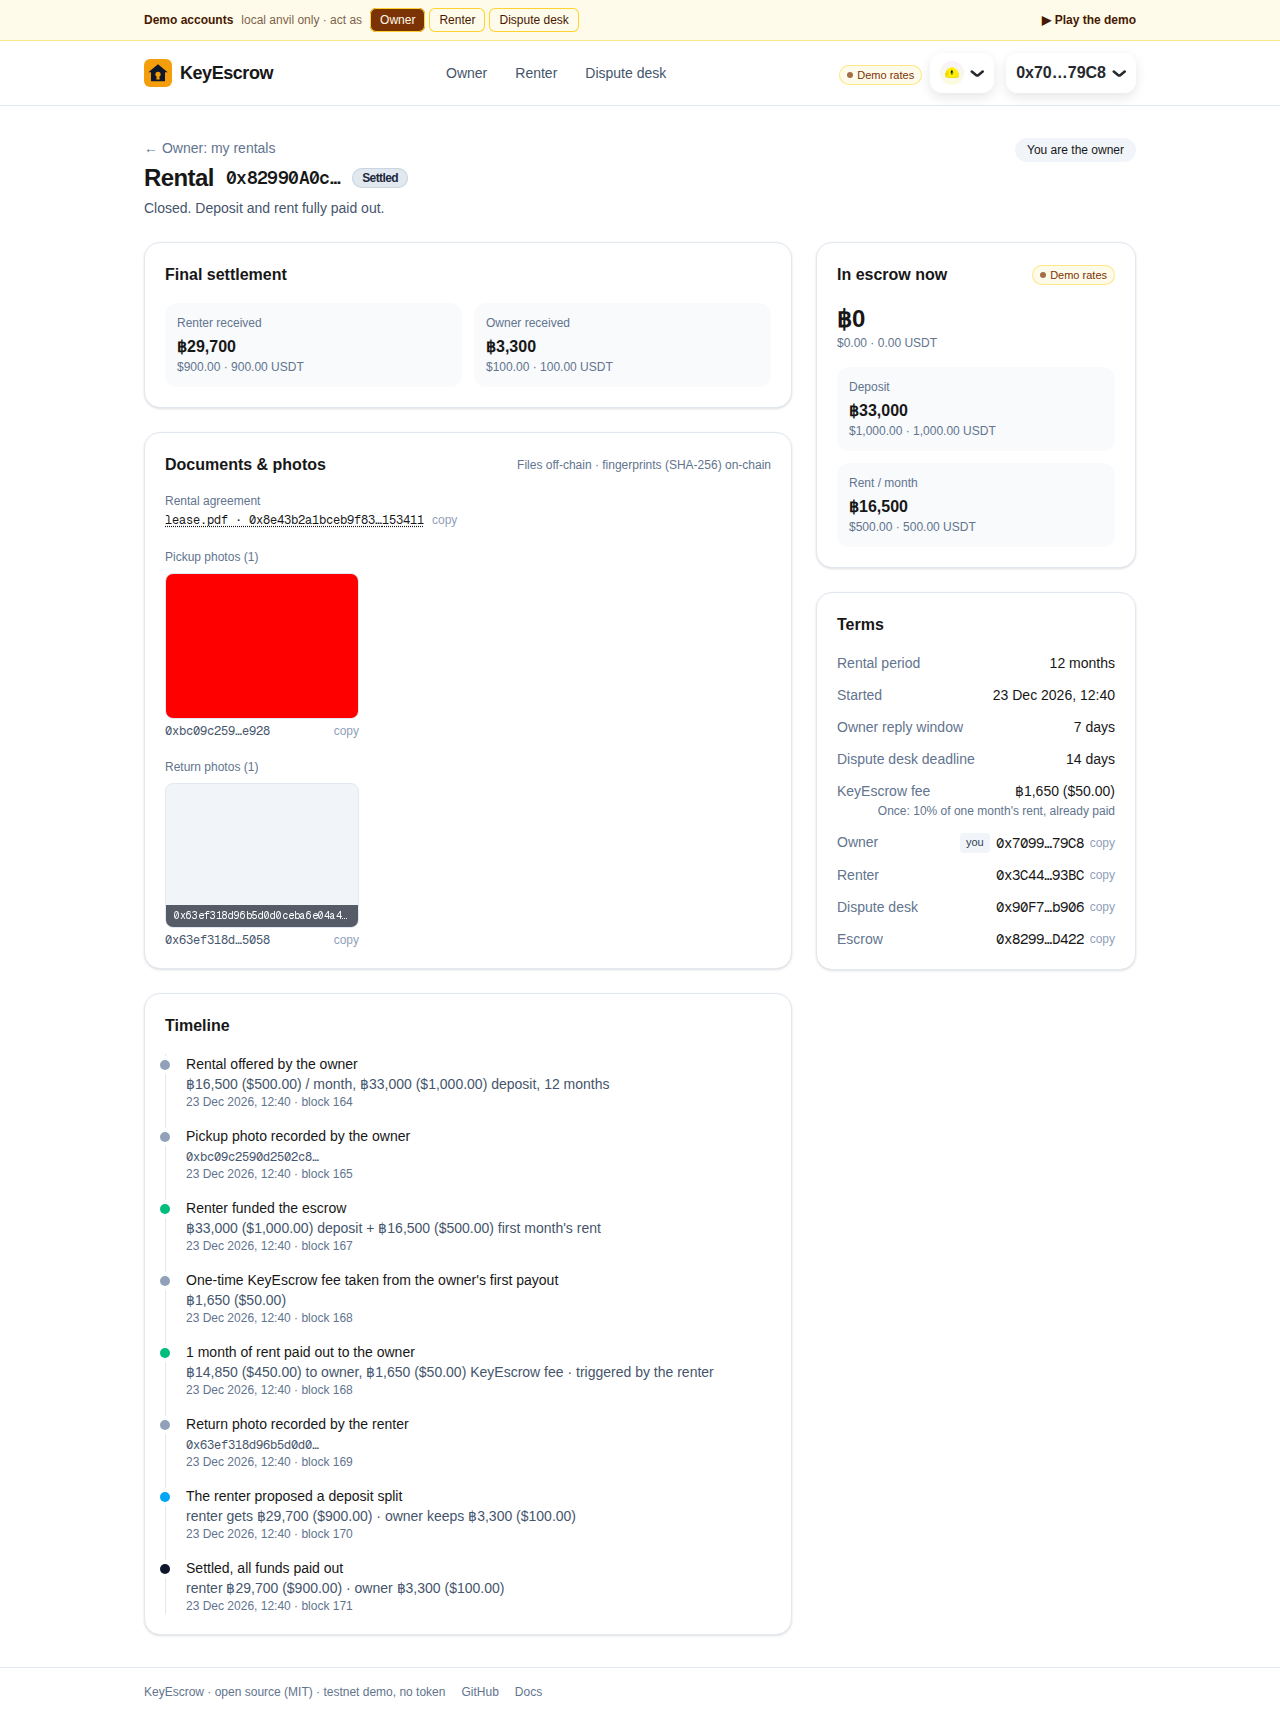 Demo accounts local anvil only · act as Owner Renter Dispute desk ▶ Play the demo
KeyEscrow Owner Renter Dispute desk Demo rates 0x70…79C8
← Owner: my rentals You are the owner
Rental 0x82990A0c… Settled
Closed. Deposit and rent fully paid out.
Final settlement
Renter received Owner received
฿29,700 ฿3,300
$900.00 · 900.00 USDT $100.00 · 100.00 USDT
Documents & photos Files off-chain · fingerprints (SHA-256) on-chain
Rental agreement
lease.pdf · 0x8e43b2a1bceb9f83…153411 copy
Pickup photos (1)
0xbc09c259…e928 copy
Return photos (1)
0x63ef318d96b5d0d0ceba6e04a4…
0x63ef318d…5058 copy
Timeline
Rental offered by the owner
฿16,500 ($500.00) / month, ฿33,000 ($1,000.00) deposit, 12 months
23 Dec 2026, 12:40 · block 164
Pickup photo recorded by the owner
0xbc09c2590d2502c8…
23 Dec 2026, 12:40 · block 165
Renter funded the escrow
฿33,000 ($1,000.00) deposit + ฿16,500 ($500.00) first month's rent
23 Dec 2026, 12:40 · block 167
One-time KeyEscrow fee taken from the owner's first payout
฿1,650 ($50.00)
23 Dec 2026, 12:40 · block 168
1 month of rent paid out to the owner
฿14,850 ($450.00) to owner, ฿1,650 ($50.00) KeyEscrow fee · triggered by the renter
23 Dec 2026, 12:40 · block 168
Return photo recorded by the renter
0x63ef318d96b5d0d0…
23 Dec 2026, 12:40 · block 169
The renter proposed a deposit split
renter gets ฿29,700 ($900.00) · owner keeps ฿3,300 ($100.00)
23 Dec 2026, 12:40 · block 170
Settled, all funds paid out
renter ฿29,700 ($900.00) · owner ฿3,300 ($100.00)
23 Dec 2026, 12:40 · block 171
In escrow now Demo rates
฿0
$0.00 · 0.00 USDT
Deposit
฿33,000
$1,000.00 · 1,000.00 USDT
Rent / month
฿16,500
$500.00 · 500.00 USDT
Terms
Rental period 12 months
Started 23 Dec 2026, 12:40
Owner reply window 7 days
Dispute desk deadline 14 days
KeyEscrow fee ฿1,650 ($50.00)
Once: 10% of one month's rent, already paid
Owner you 0x7099…79C8 copy
Renter 0x3C44…93BC copy
Dispute desk 0x90F7…b906 copy
Escrow 0x8299…D422 copy
KeyEscrow · open source (MIT) · testnet demo, no token GitHub Docs